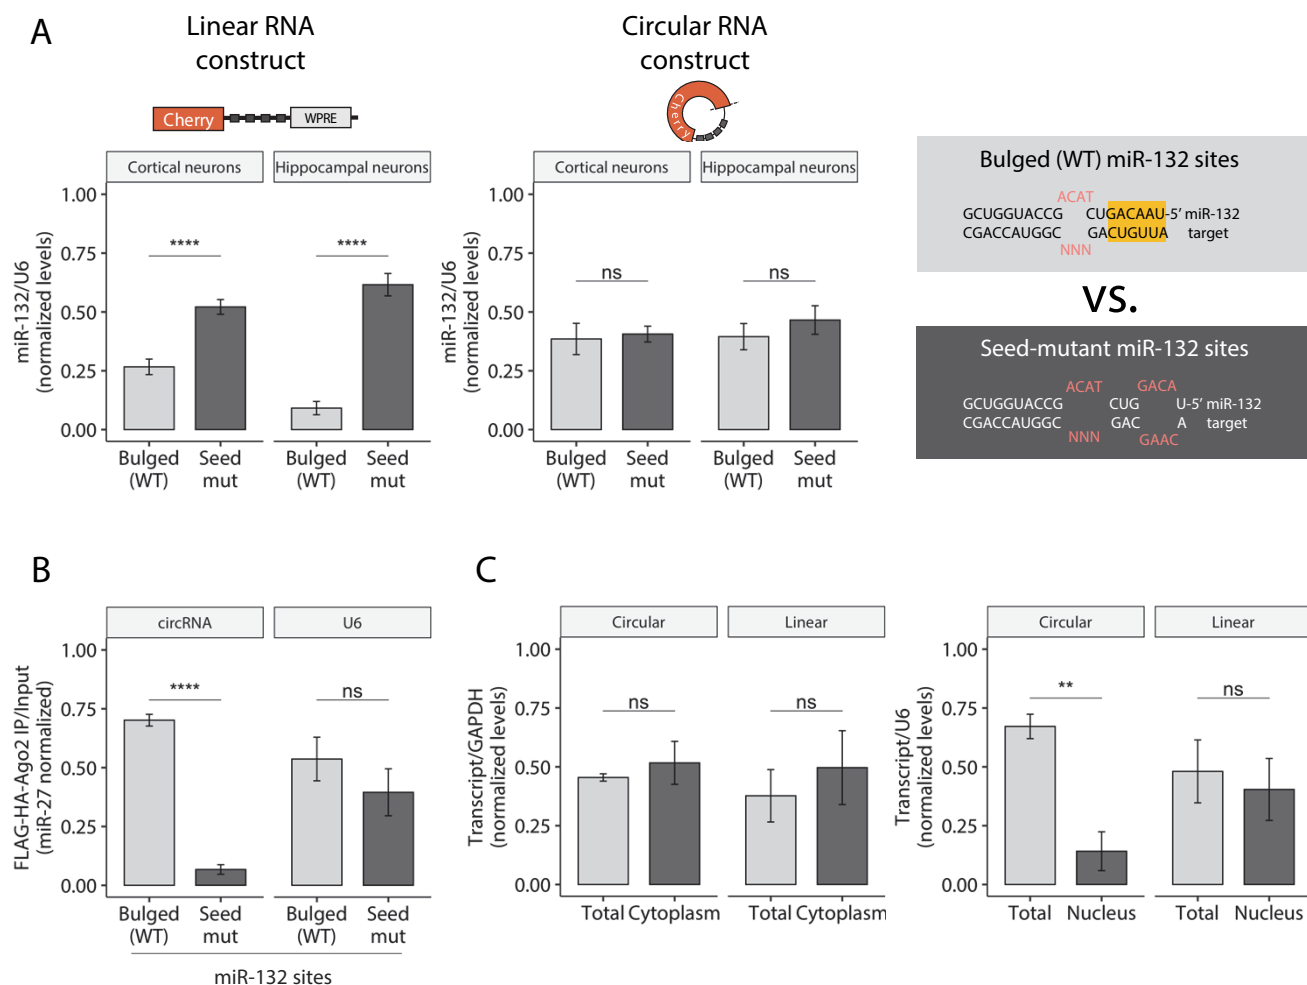 A
Linear RNA
construct
Circular RNA
construct
Cherry
WPRE
Cherry
Cortical neurons
Hippocampal neurons
Cortical neurons
Hippocampal neurons
miR-132/U6
(normalized levels)
1.00
0.75
0.50
0.25
0.00
****
****
Bulged
(WT)
Seed
mut
Bulged
(WT)
Seed
mut
miR-132/U6
(normalized levels)
1.00
0.75
0.50
0.25
0.00
ns
ns
Bulged
(WT)
Seed
mut
Bulged
(WT)
Seed
mut
Bulged (WT) miR-132 sites
ACAT
GCUGGUACCG CUGACAAU-5′ miR-132
CGACCAUGGC GACUGUUA target
NNN
VS.
Seed-mutant miR-132 sites
ACAT GACA
GCUGGUACCG CUG U-5′ miR-132
CGACCAUGGC GAC A target
NNN GAAC
B
circRNA
U6
FLAG-HA-Ago2 IP/Input
(miR-27 normalized)
1.00
0.75
0.50
0.25
0.00
****
ns
Bulged
(WT)
Seed
mut
Bulged
(WT)
Seed
mut
miR-132 sites
C
Circular
Linear
Transcript/GAPDH
(normalized levels)
1.00
0.75
0.50
0.25
0.00
ns
ns
Total Cytoplasm
Total Cytoplasm
Circular
Linear
Transcript/U6
(normalized levels)
1.00
0.75
0.50
0.25
0.00
**
ns
Total Nucleus
Total Nucleus